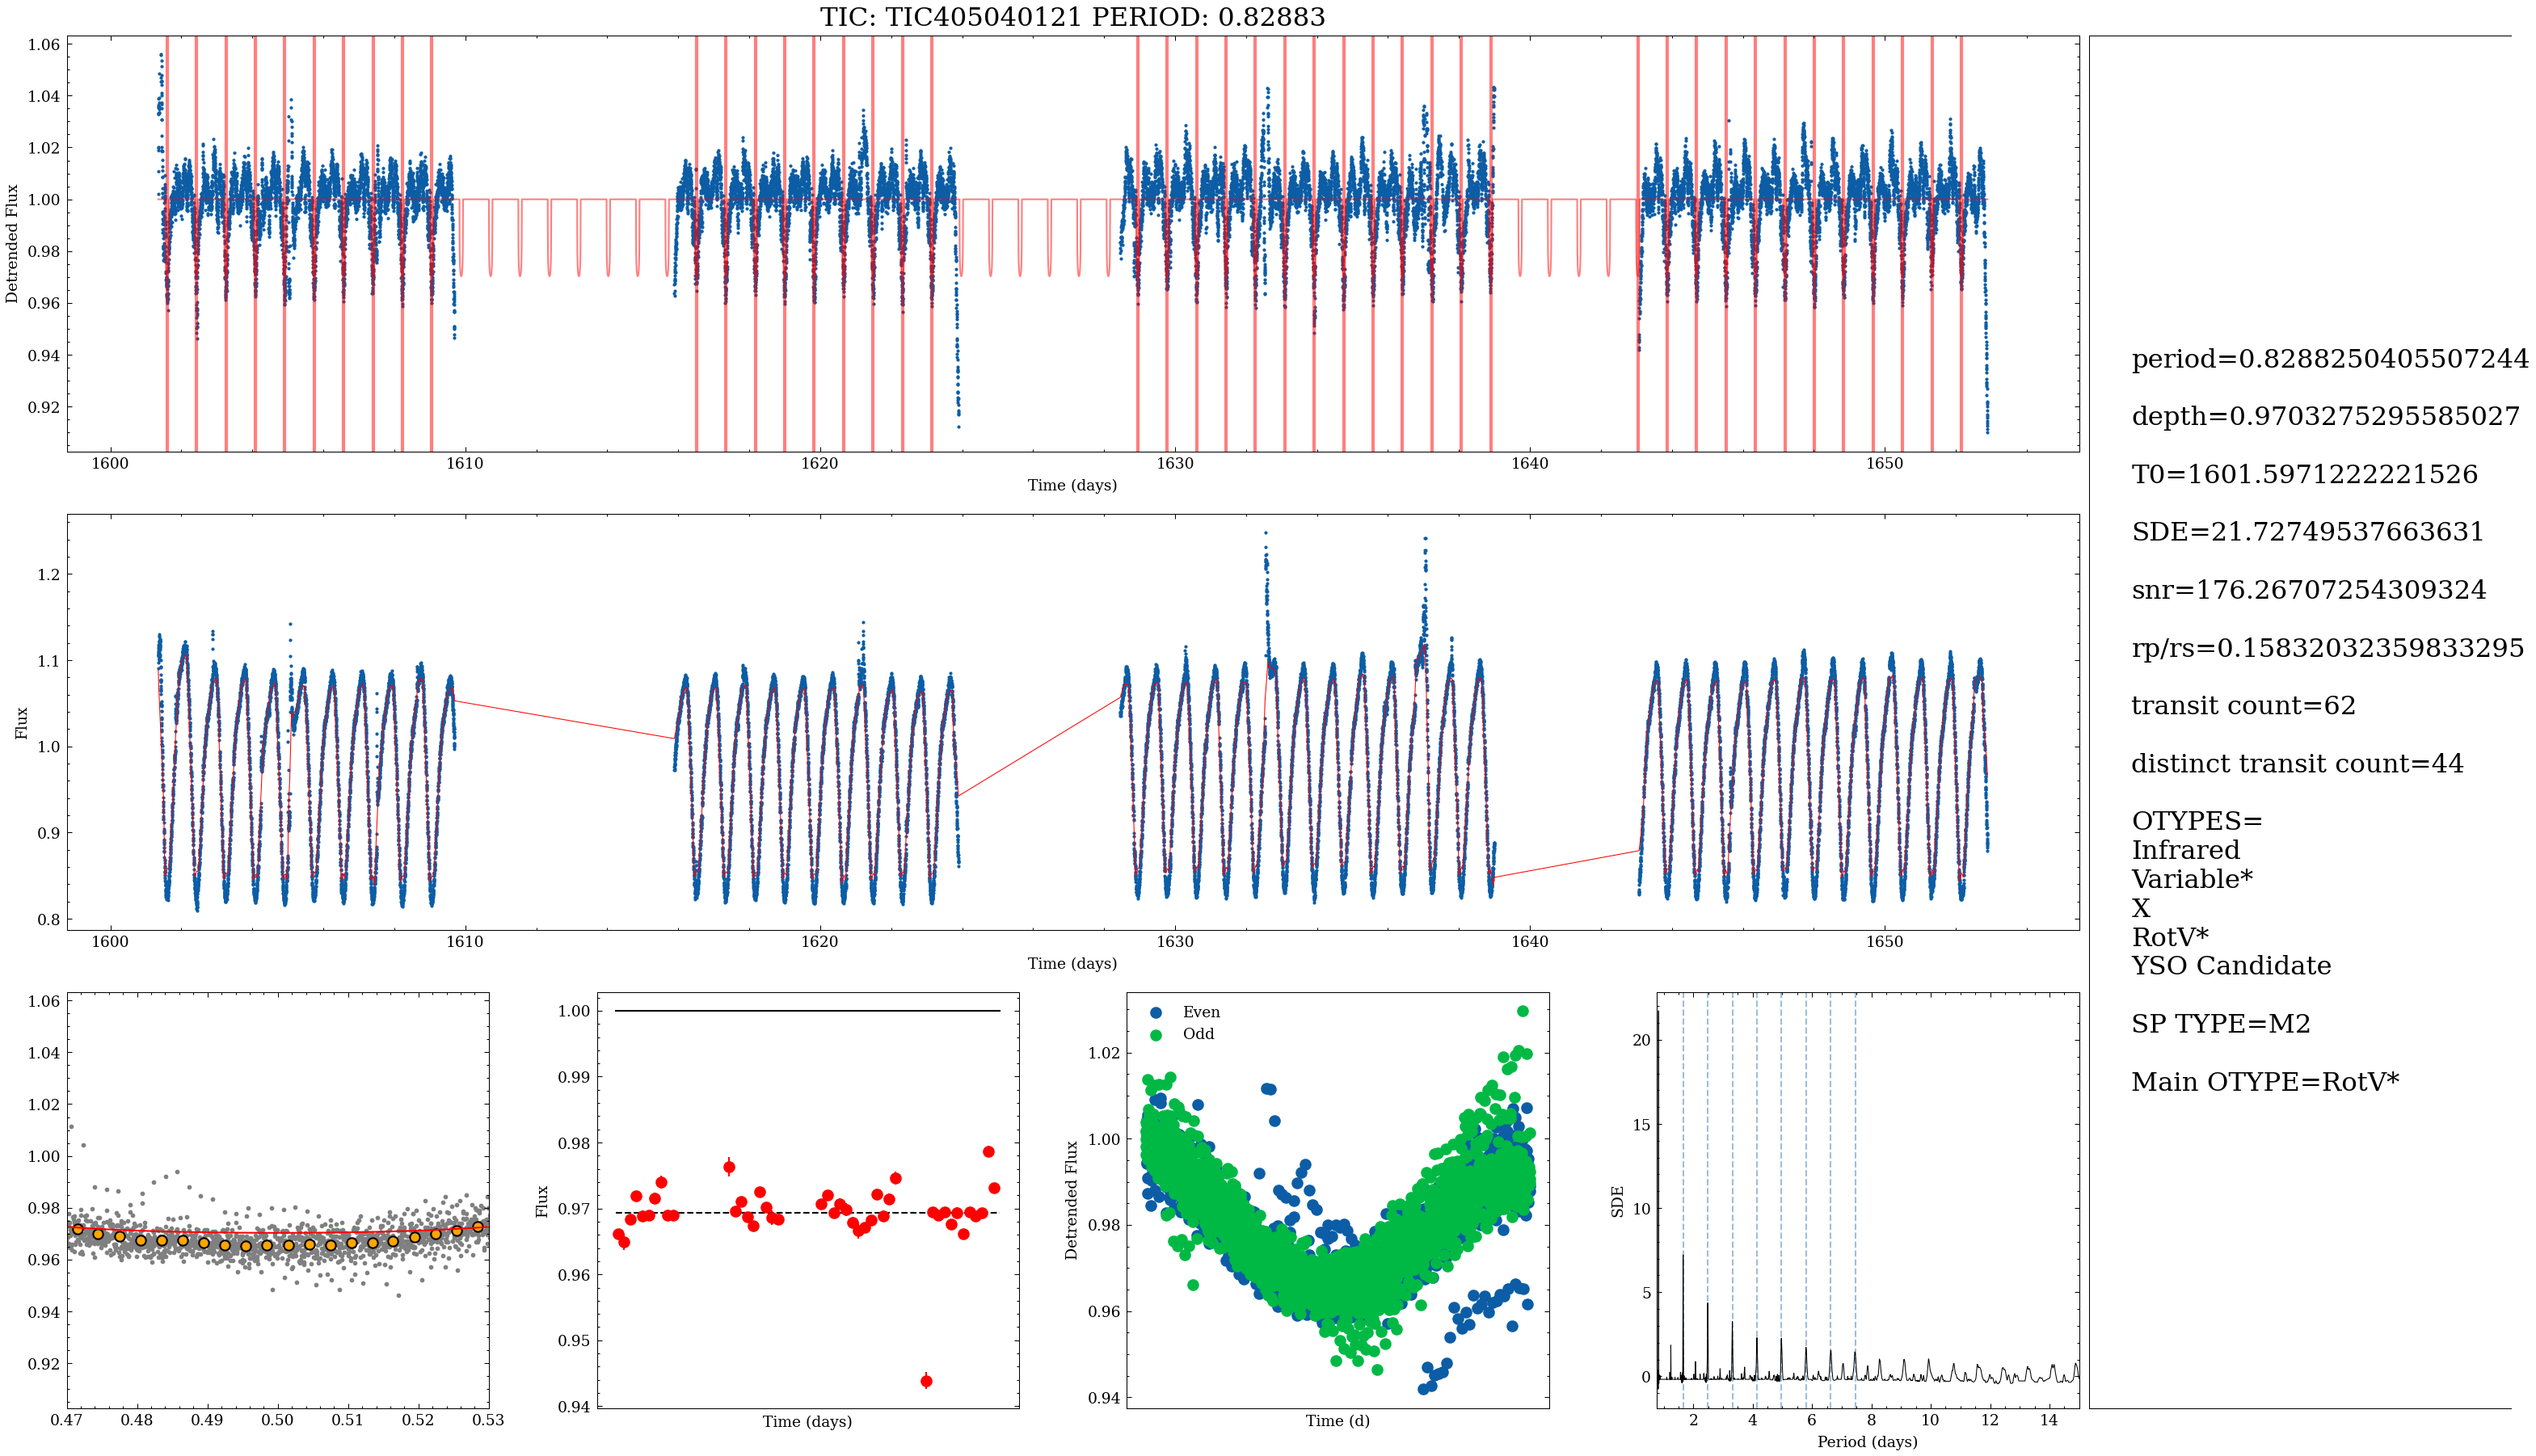 TIC: TIC405040121 PERIOD: 0.82883
1.06
1.04
1.02
1.00
0.98
0.96
0.94
0.92
Detrended Flux
1600
1610
1620
1630
1640
1650
Time (days)
1.2
1.1
1.0
0.9
0.8
Flux
1600
1610
1620
1630
1640
1650
Time (days)
1.06
1.04
1.02
1.00
0.98
0.96
0.94
0.92
0.47
0.48
0.49
0.50
0.51
0.52
0.53
1.00
0.99
0.98
0.97
0.96
0.95
0.94
Flux
Time (days)
Even
Odd
1.02
1.00
0.98
0.96
0.94
Detrended Flux
Time (d)
20
15
10
5
0
SDE
2
4
6
8
10
12
14
Period (days)
period=0.8288250405507244
depth=0.9703275295585027
T0=1601.5971222221526
SDE=21.72749537663631
snr=176.26707254309324
rp/rs=0.15832032359833295
transit count=62
distinct transit count=44
OTYPES=
Infrared
Variable*
X
RotV*
YSO Candidate
SP TYPE=M2
Main OTYPE=RotV*